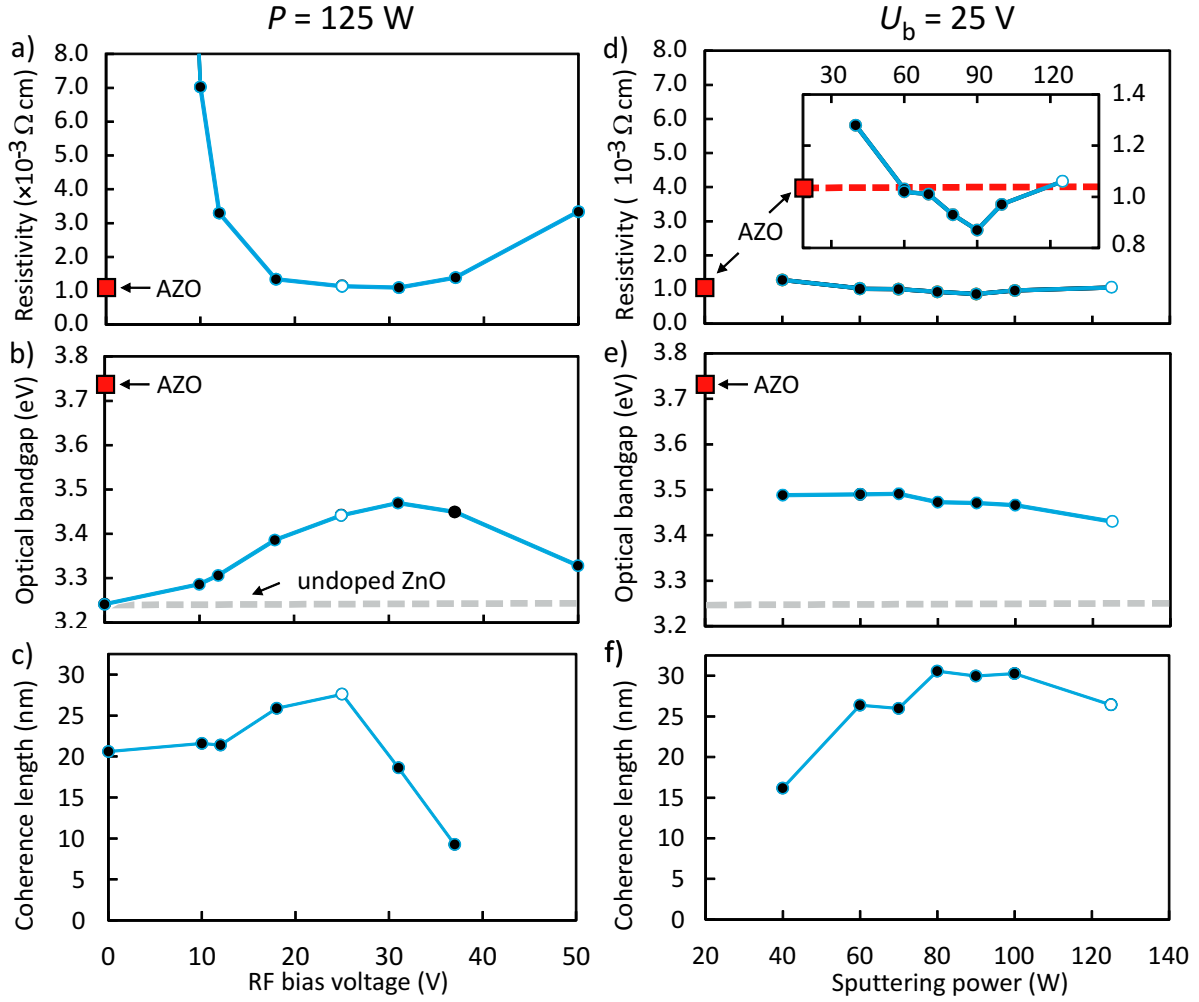 P = 125 W
U_b = 25 V
a)
8.0
7.0
6.0
5.0
4.0
3.0
2.0
1.0
0.0
Resistivity (×10⁻³ Ω cm)
AZO
d)
8.0
7.0
6.0
5.0
4.0
3.0
2.0
1.0
0.0
Resistivity ( 10⁻³ Ω cm)
30 60 90 120
1.4
1.2
1.0
0.8
AZO
b)
3.8
3.7
3.6
3.5
3.4
3.3
3.2
Optical bandgap (eV)
AZO
undoped ZnO
e)
3.8
3.7
3.6
3.5
3.4
3.3
3.2
Optical bandgap (eV)
AZO
c)
30
25
20
15
10
5
0
Coherence length (nm)
0 10 20 30 40 50
RF bias voltage (V)
f)
30
25
20
15
10
5
0
Coherence length (nm)
20 40 60 80 100 120 140
Sputtering power (W)